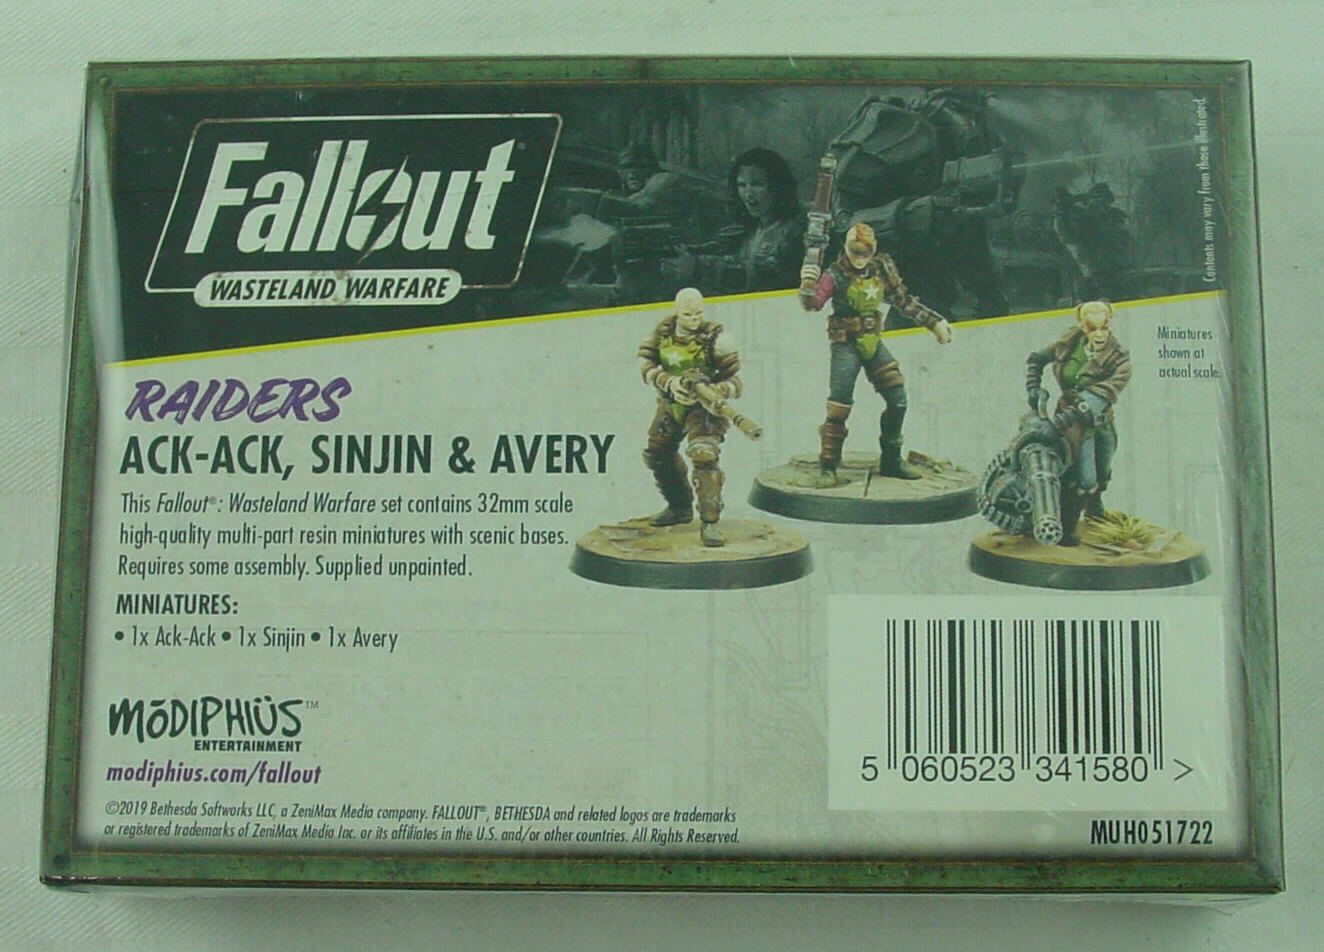 Fallout
WASTELAND WARFARE
Contents may vary from those illustrated.
Miniatures
shown at
actual scale.
RAIDERS
ACK-ACK, SINJIN & AVERY
This Fallout®: Wasteland Warfare set contains 32mm scale
high-quality multi-part resin miniatures with scenic bases.
Requires some assembly. Supplied unpainted.
MINIATURES:
• 1x Ack-Ack • 1x Sinjin • 1x Avery
MōDIPHIÜS™
ENTERTAINMENT
modiphius.com/fallout
©2019 Bethesda Softworks LLC, a ZeniMax Media company. FALLOUT®, BETHESDA and related logos are trademarks
or registered trademarks of ZeniMax Media Inc. or its affiliates in the U.S. and/or other countries. All Rights Reserved.
5 060523 341580 >
MUH051722